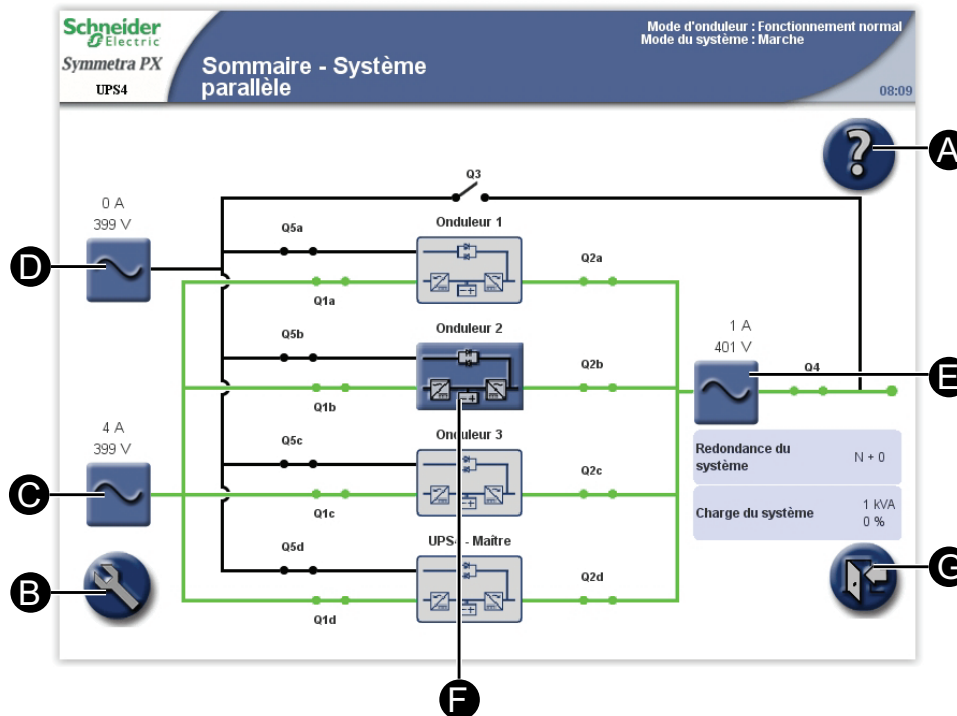 Schneider
Electric
Symmetra PX
UPS4
Sommaire - Système
parallèle
Mode d'onduleur : Fonctionnement normal
Mode du système : Marche
08:09
A
Q3
0 A
399 V
D
Q5a
Onduleur 1
Q1a
Q2a
Q5b
Onduleur 2
Q1b
Q2b
1 A
401 V
Q4
E
4 A
399 V
C
Q5c
Onduleur 3
Q1c
Q2c
Redondance du
système
N + 0
Charge du système
1 kVA
0 %
Q5d
UPS4 - Maître
Q1d
Q2d
B
G
F